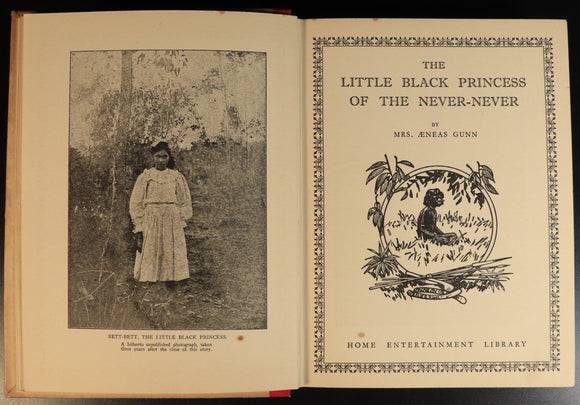 BETT-BETT, THE LITTLE BLACK PRINCESS.
A hitherto unpublished photograph, taken
three years after the close of this story.
THE
LITTLE BLACK PRINCESS
OF THE NEVER-NEVER
BY
MRS. ÆNEAS GUNN
HOME ENTERTAINMENT LIBRARY